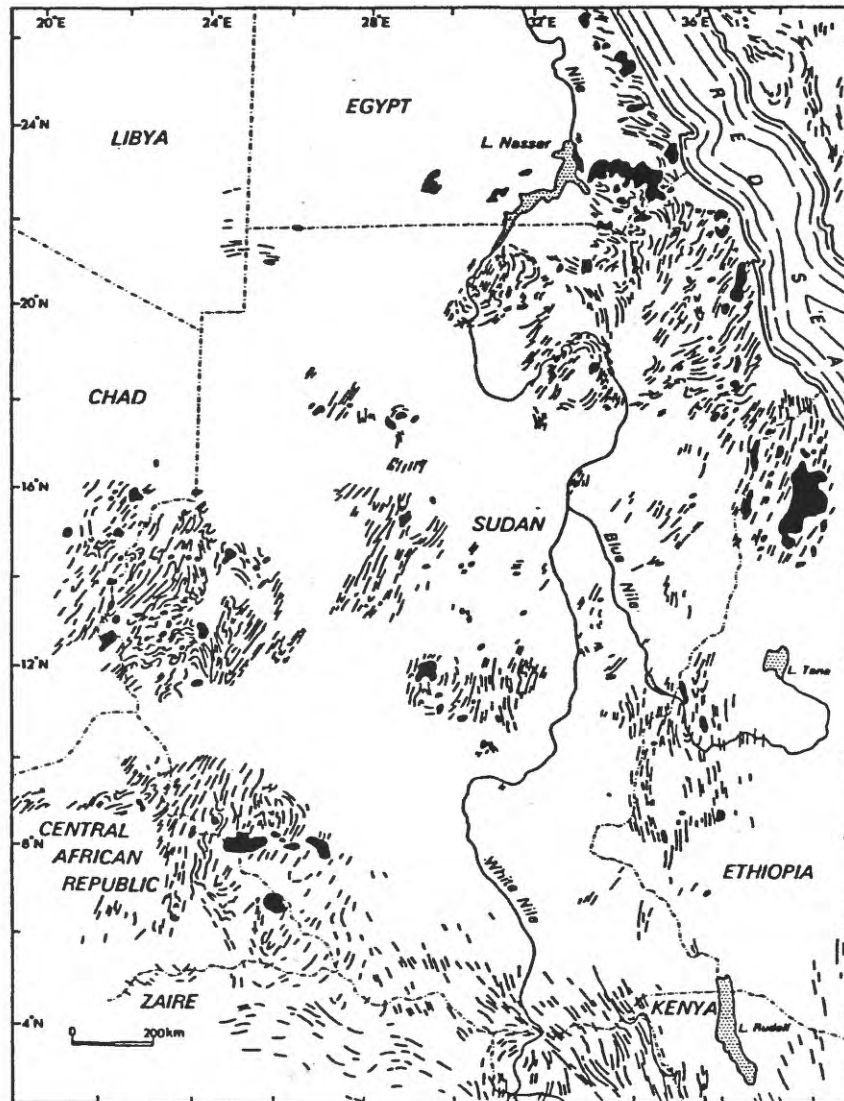 20°E 24°E 28°E 32°E 36°E
24°N
20°N
16°N
12°N
8°N
4°N
LIBYA
EGYPT
Nile
L. Nasser
RED SEA
CHAD
SUDAN
Blue
Nile
L. Tana
CENTRAL
AFRICAN
REPUBLIC
White Nile
ETHIOPIA
ZAIRE
KENYA
L. Rudolf
0 200km